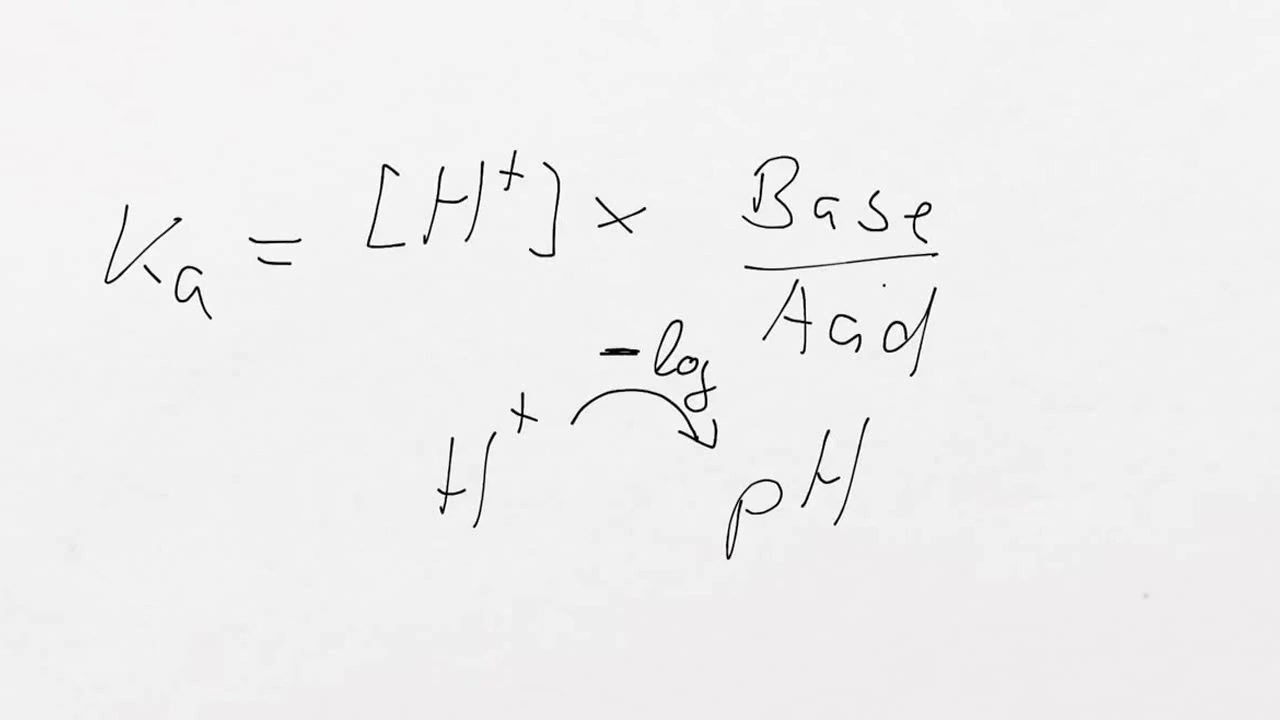 Ka = [H+] × Base / Acid
- log
H+ pH